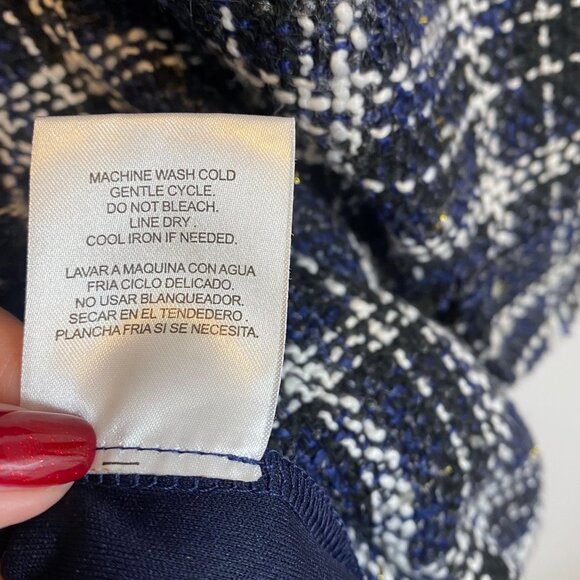 MACHINE WASH COLD
GENTLE CYCLE.
DO NOT BLEACH.
LINE DRY .
COOL IRON IF NEEDED.
LAVAR A MAQUINA CON AGUA
FRIA CICLO DELICADO.
NO USAR BLANQUEADOR.
SECAR EN EL TENDEDERO .
PLANCHA FRIA SI SE NECESITA.